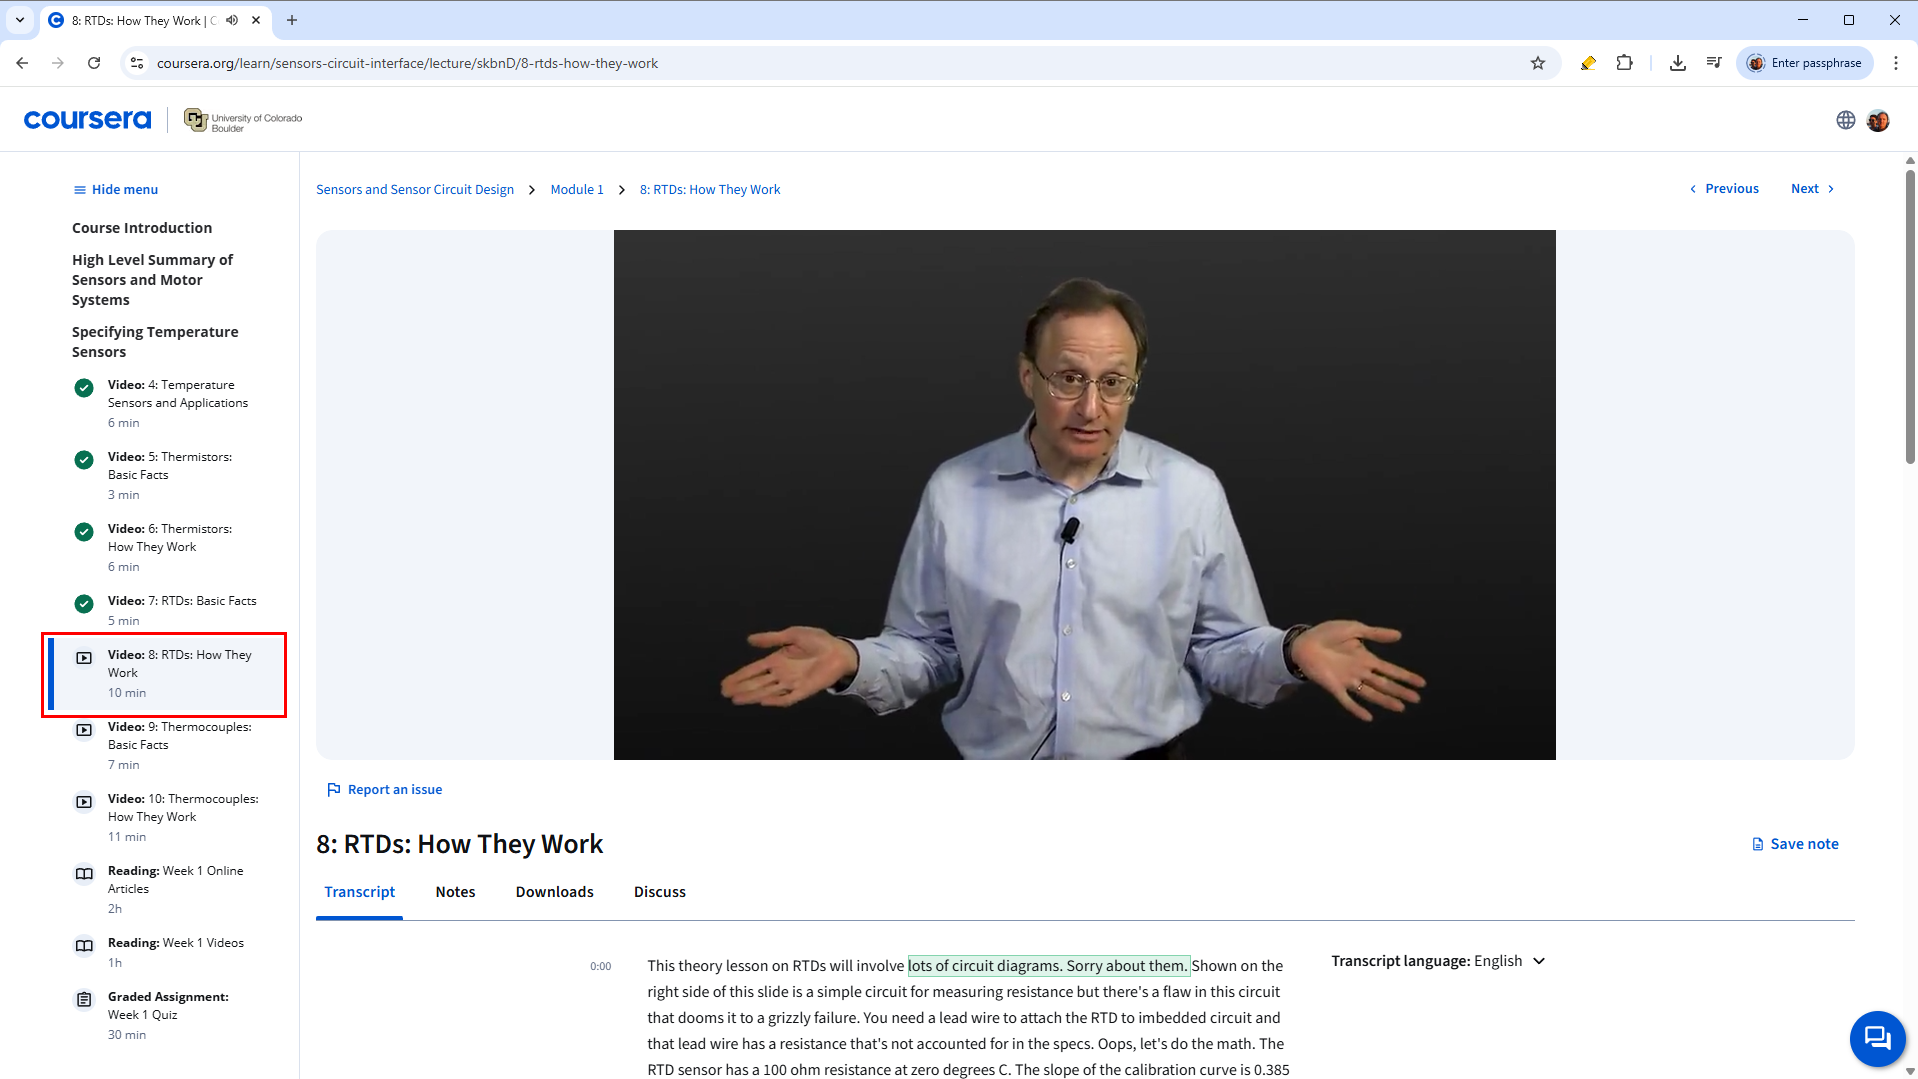 8: RTDs: How They Work | C
coursera.org/learn/sensors-circuit-interface/lecture/skbnD/8-rtds-how-they-work
Enter passphrase
coursera
University of Colorado
Boulder
Hide menu
Course Introduction
High Level Summary of
Sensors and Motor
Systems
Specifying Temperature
Sensors
Video: 4: Temperature
Sensors and Applications
6 min
Video: 5: Thermistors:
Basic Facts
3 min
Video: 6: Thermistors:
How They Work
6 min
Video: 7: RTDs: Basic Facts
5 min
Video: 8: RTDs: How They
Work
10 min
Video: 9: Thermocouples:
Basic Facts
7 min
Video: 10: Thermocouples:
How They Work
11 min
Reading: Week 1 Online
Articles
2h
Reading: Week 1 Videos
1h
Graded Assignment:
Week 1 Quiz
30 min
Sensors and Sensor Circuit Design > Module 1 > 8: RTDs: How They Work
Previous
Next
Report an issue
8: RTDs: How They Work
Save note
Transcript Notes Downloads Discuss
0:00
This theory lesson on RTDs will involve lots of circuit diagrams. Sorry about them. Shown on the
right side of this slide is a simple circuit for measuring resistance but there's a flaw in this circuit
that dooms it to a grizzly failure. You need a lead wire to attach the RTD to imbedded circuit and
that lead wire has a resistance that's not accounted for in the specs. Oops, let's do the math. The
RTD sensor has a 100 ohm resistance at zero degrees C. The slope of the calibration curve is 0.385
Transcript language: English